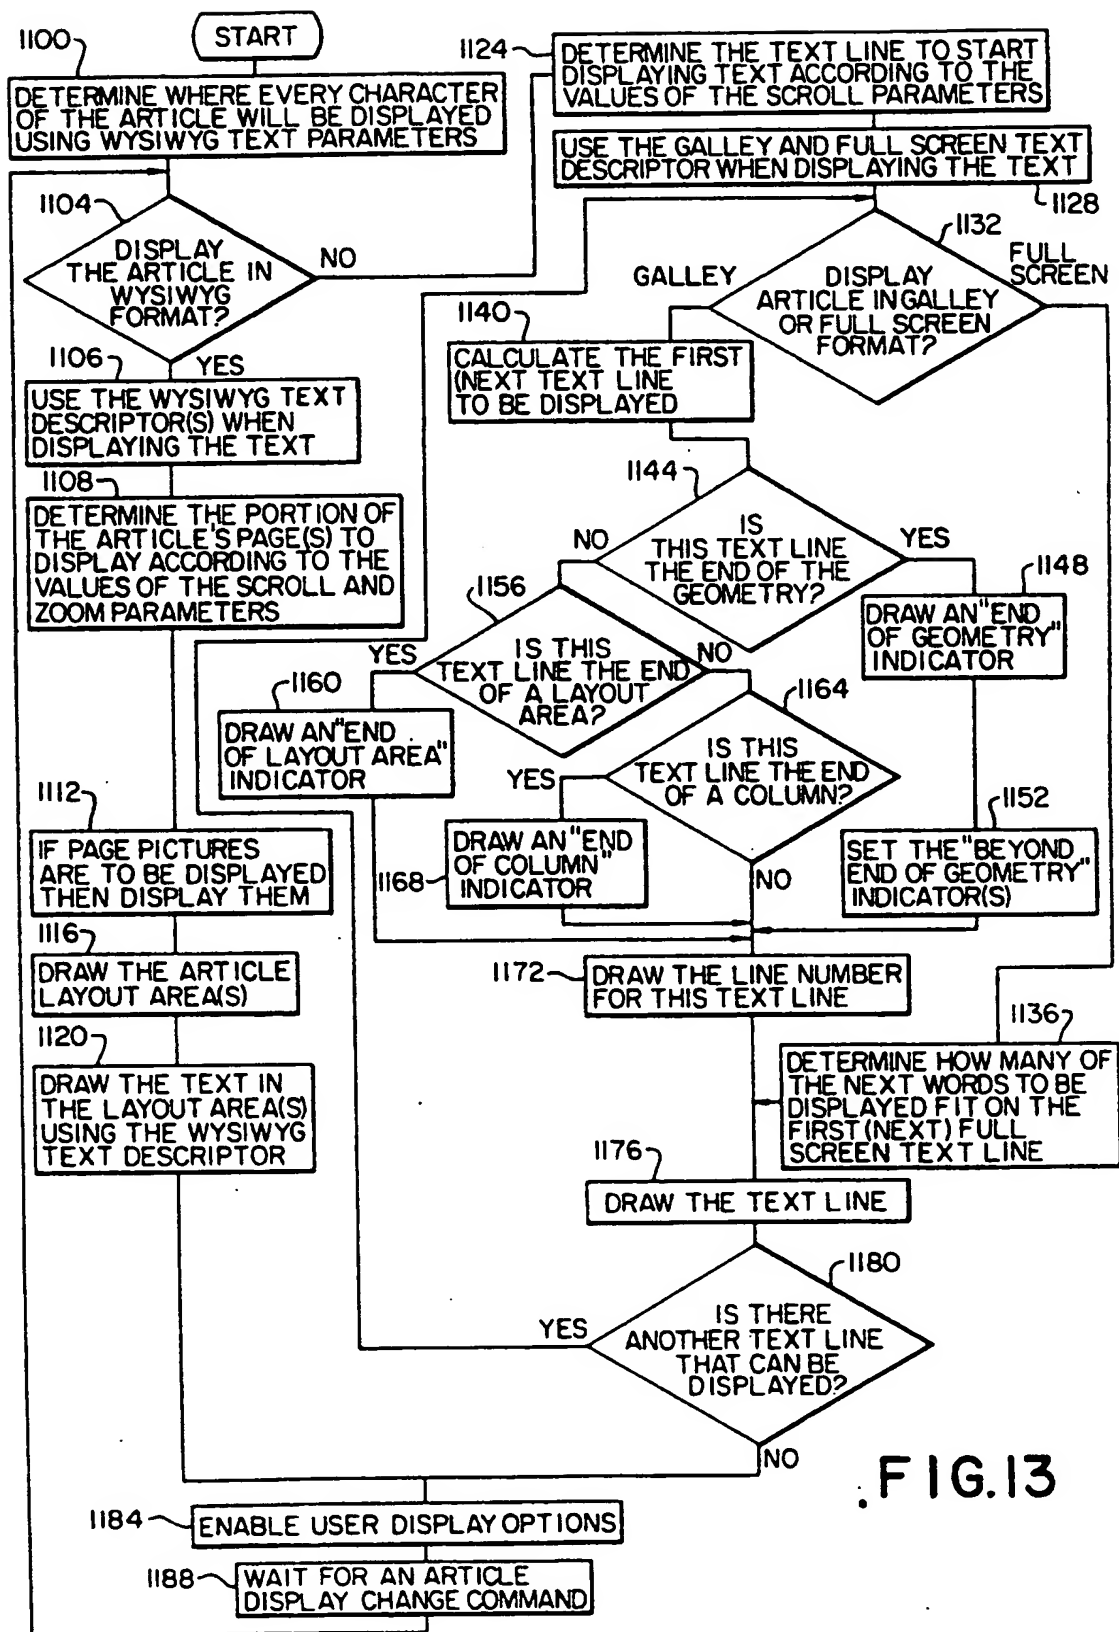 START
1100
DETERMINE WHERE EVERY CHARACTER
OF THE ARTICLE WILL BE DISPLAYED
USING WYSIWYG TEXT PARAMETERS
1104
DISPLAY
THE ARTICLE IN
WYSIWYG
FORMAT?
NO
YES
1106
USE THE WYSIWYG TEXT
DESCRIPTOR(S) WHEN
DISPLAYING THE TEXT
1108
DETERMINE THE PORTION OF
THE ARTICLE'S PAGE(S) TO
DISPLAY ACCORDING TO THE
VALUES OF THE SCROLL AND
ZOOM PARAMETERS
1112
IF PAGE PICTURES
ARE TO BE DISPLAYED
THEN DISPLAY THEM
1116
DRAW THE ARTICLE
LAYOUT AREA(S)
1120
DRAW THE TEXT IN
THE LAYOUT AREA(S)
USING THE WYSIWYG
TEXT DESCRIPTOR
1124
DETERMINE THE TEXT LINE TO START
DISPLAYING TEXT ACCORDING TO THE
VALUES OF THE SCROLL PARAMETERS
USE THE GALLEY AND FULL SCREEN TEXT
DESCRIPTOR WHEN DISPLAYING THE TEXT
1128
1132
DISPLAY
ARTICLE IN GALLEY
OR FULL SCREEN
FORMAT?
GALLEY
FULL
SCREEN
1140
CALCULATE THE FIRST
(NEXT TEXT LINE
TO BE DISPLAYED
1144
IS
THIS TEXT LINE
THE END OF THE
GEOMETRY?
NO
YES
1148
DRAW AN "END
OF GEOMETRY"
INDICATOR
1152
SET THE "BEYOND
END OF GEOMETRY"
INDICATOR(S)
1156
IS THIS
TEXT LINE THE END
OF A LAYOUT
AREA?
YES
NO
1160
DRAW AN "END
OF LAYOUT AREA"
INDICATOR
1164
IS THIS
TEXT LINE THE END
OF A COLUMN?
YES
NO
1168
DRAW AN "END
OF COLUMN"
INDICATOR
1172
DRAW THE LINE NUMBER
FOR THIS TEXT LINE
1136
DETERMINE HOW MANY OF
THE NEXT WORDS TO BE
DISPLAYED FIT ON THE
FIRST (NEXT) FULL
SCREEN TEXT LINE
1176
DRAW THE TEXT LINE
1180
IS THERE
ANOTHER TEXT LINE
THAT CAN BE
DISPLAYED?
YES
NO
1184
ENABLE USER DISPLAY OPTIONS
1188
WAIT FOR AN ARTICLE
DISPLAY CHANGE COMMAND
FIG.13